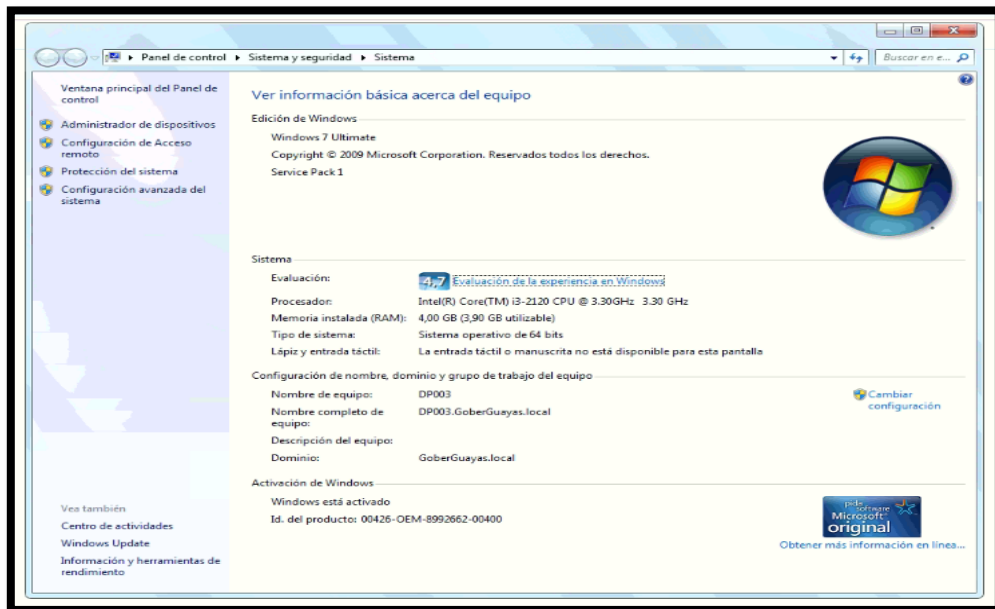 Panel de control ▸ Sistema y seguridad ▸ Sistema
Buscar en e...
Ventana principal del Panel de
control
Administrador de dispositivos
Configuración de Acceso
remoto
Protección del sistema
Configuración avanzada del
sistema
Vea también
Centro de actividades
Windows Update
Información y herramientas de
rendimiento
Ver información básica acerca del equipo
Edición de Windows
Windows 7 Ultimate
Copyright © 2009 Microsoft Corporation. Reservados todos los derechos.
Service Pack 1
Sistema
Evaluación: 4,7 Evaluación de la experiencia en Windows
Procesador: Intel(R) Core(TM) i3-2120 CPU @ 3.30GHz 3.30 GHz
Memoria instalada (RAM): 4,00 GB (3,90 GB utilizable)
Tipo de sistema: Sistema operativo de 64 bits
Lápiz y entrada táctil: La entrada táctil o manuscrita no está disponible para esta pantalla
Configuración de nombre, dominio y grupo de trabajo del equipo
Nombre de equipo: DP003
Cambiar
configuración
Nombre completo de DP003.GoberGuayas.local
equipo:
Descripción del equipo:
Dominio: GoberGuayas.local
Activación de Windows
Windows está activado
Id. del producto: 00426-OEM-8992662-00400
pida
software
Microsoft
original
Obtener más información en línea...